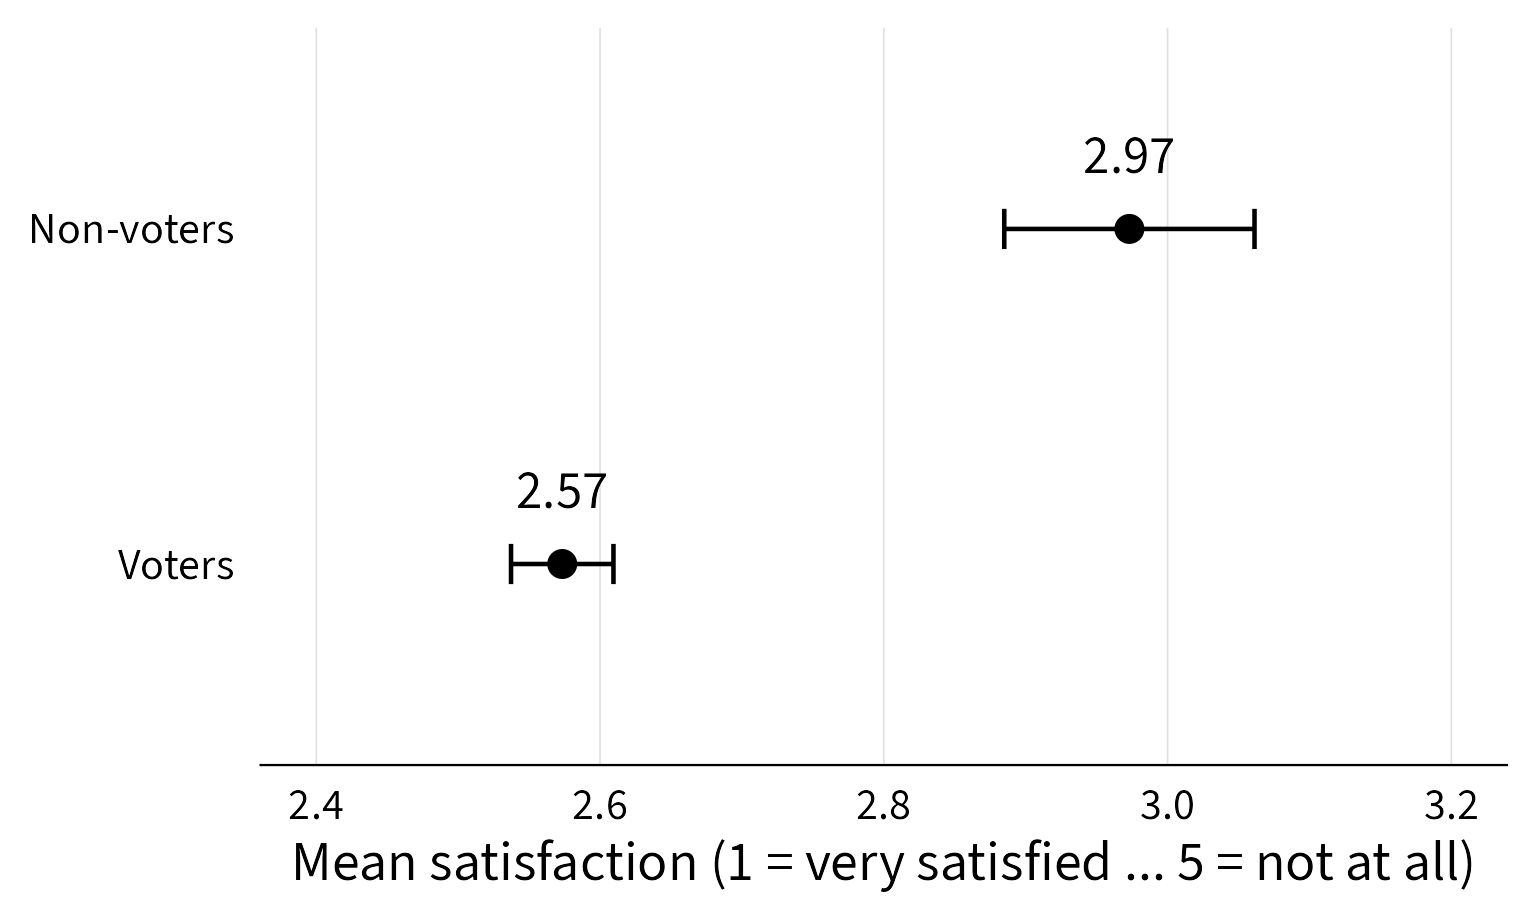 2.97
Non-voters
2.57
Voters
2.4 2.6 2.8 3.0 3.2
Mean satisfaction (1 = very satisfied ... 5 = not at all)